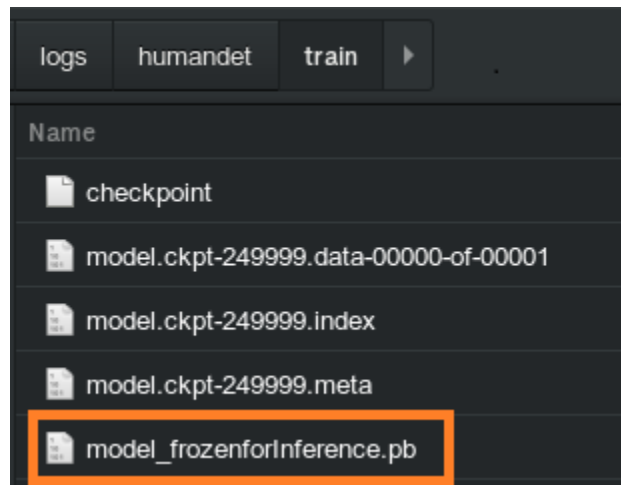 logs humandet train
Name
checkpoint
model.ckpt-249999.data-00000-of-00001
model.ckpt-249999.index
model.ckpt-249999.meta
model_frozenforInference.pb